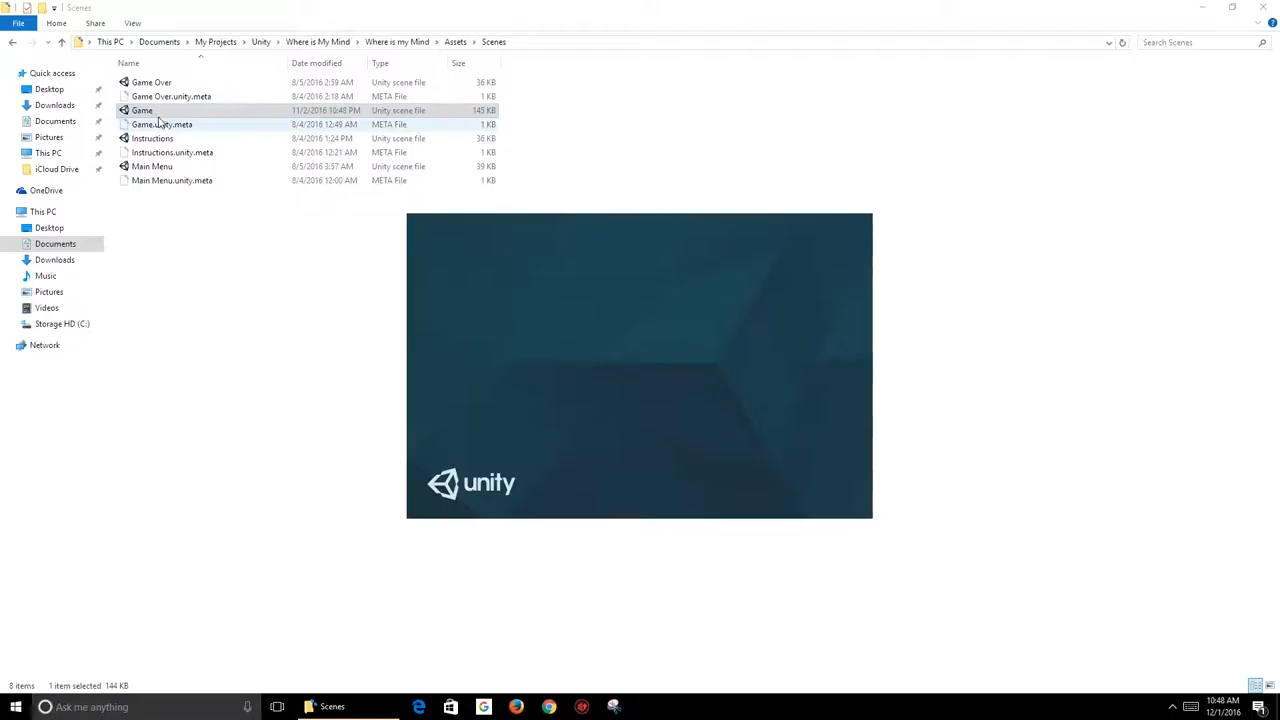 Scenes
File Home Share View
This PC Documents My Projects Unity Where is My Mind Where is my Mind Assets Scenes Search Scenes
Name Date modified Type Size
Quick access
Desktop
Downloads
Documents
Pictures
This PC
iCloud Drive
OneDrive
This PC
Desktop
Documents
Downloads
Music
Pictures
Videos
Storage HD (C:)
Network
Game Over 8/5/2016 2:59 AM Unity scene file 36 KB
Game Over.unity.meta 8/4/2016 2:18 AM META File 1 KB
Game 11/2/2016 10:48 PM Unity scene file 145 KB
Game.unity.meta 8/4/2016 12:49 AM META File 1 KB
Instructions 8/4/2016 1:24 PM Unity scene file 36 KB
Instructions.unity.meta 8/4/2016 12:21 AM META File 1 KB
Main Menu 8/5/2016 3:57 AM Unity scene file 39 KB
Main Menu.unity.meta 8/4/2016 12:00 AM META File 1 KB
unity
8 items 1 item selected 144 KB
Ask me anything Scenes 10:48 AM
12/1/2016